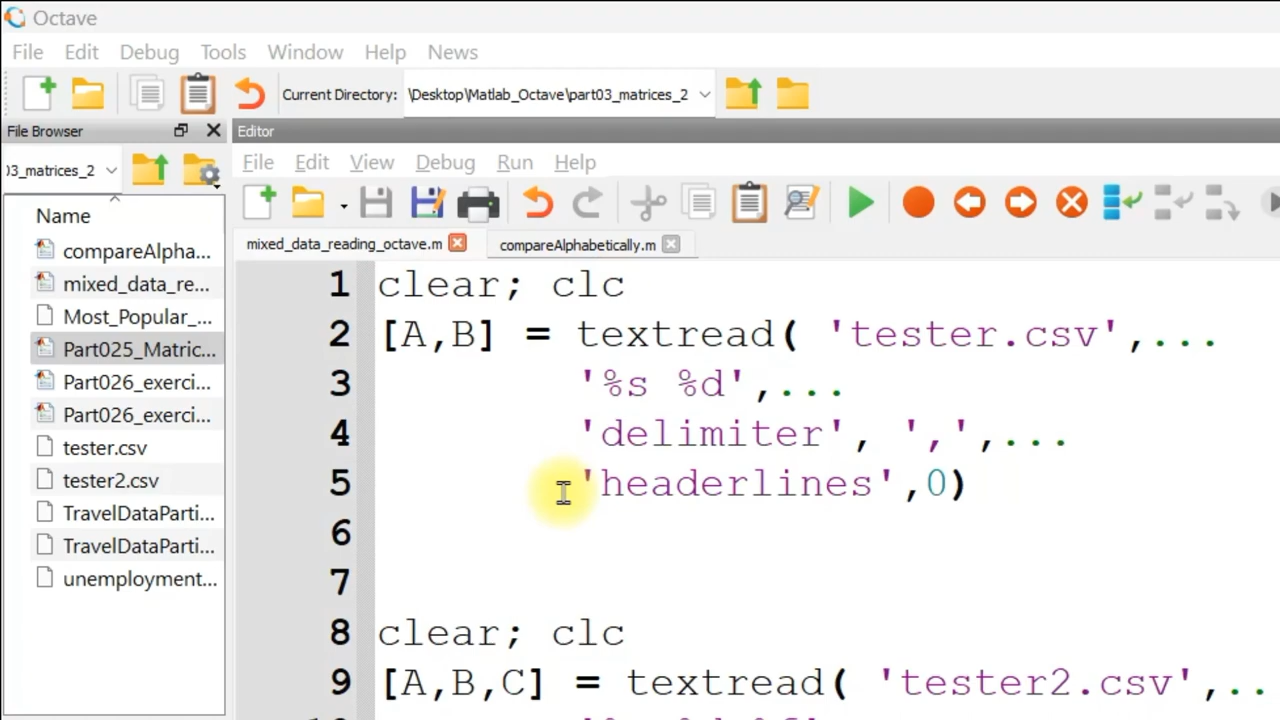 Octave
File Edit Debug Tools Window Help News
Current Directory: \Desktop\Matlab_Octave\part03_matrices_2
File Browser
Editor
03_matrices_2
File Edit View Debug Run Help
Name
mixed_data_reading_octave.m compareAlphabetically.m
compareAlpha...
mixed_data_re...
Most_Popular_...
Part025_Matric...
Part026_exerci...
Part026_exerci...
tester.csv
tester2.csv
TravelDataParti...
TravelDataParti...
unemployment...
1 clear; clc
2 [A,B] = textread( 'tester.csv',...
3 '%s %d',...
4 'delimiter', ',',...
5 'headerlines',0)
6
7
8 clear; clc
9 [A,B,C] = textread( 'tester2.csv',..